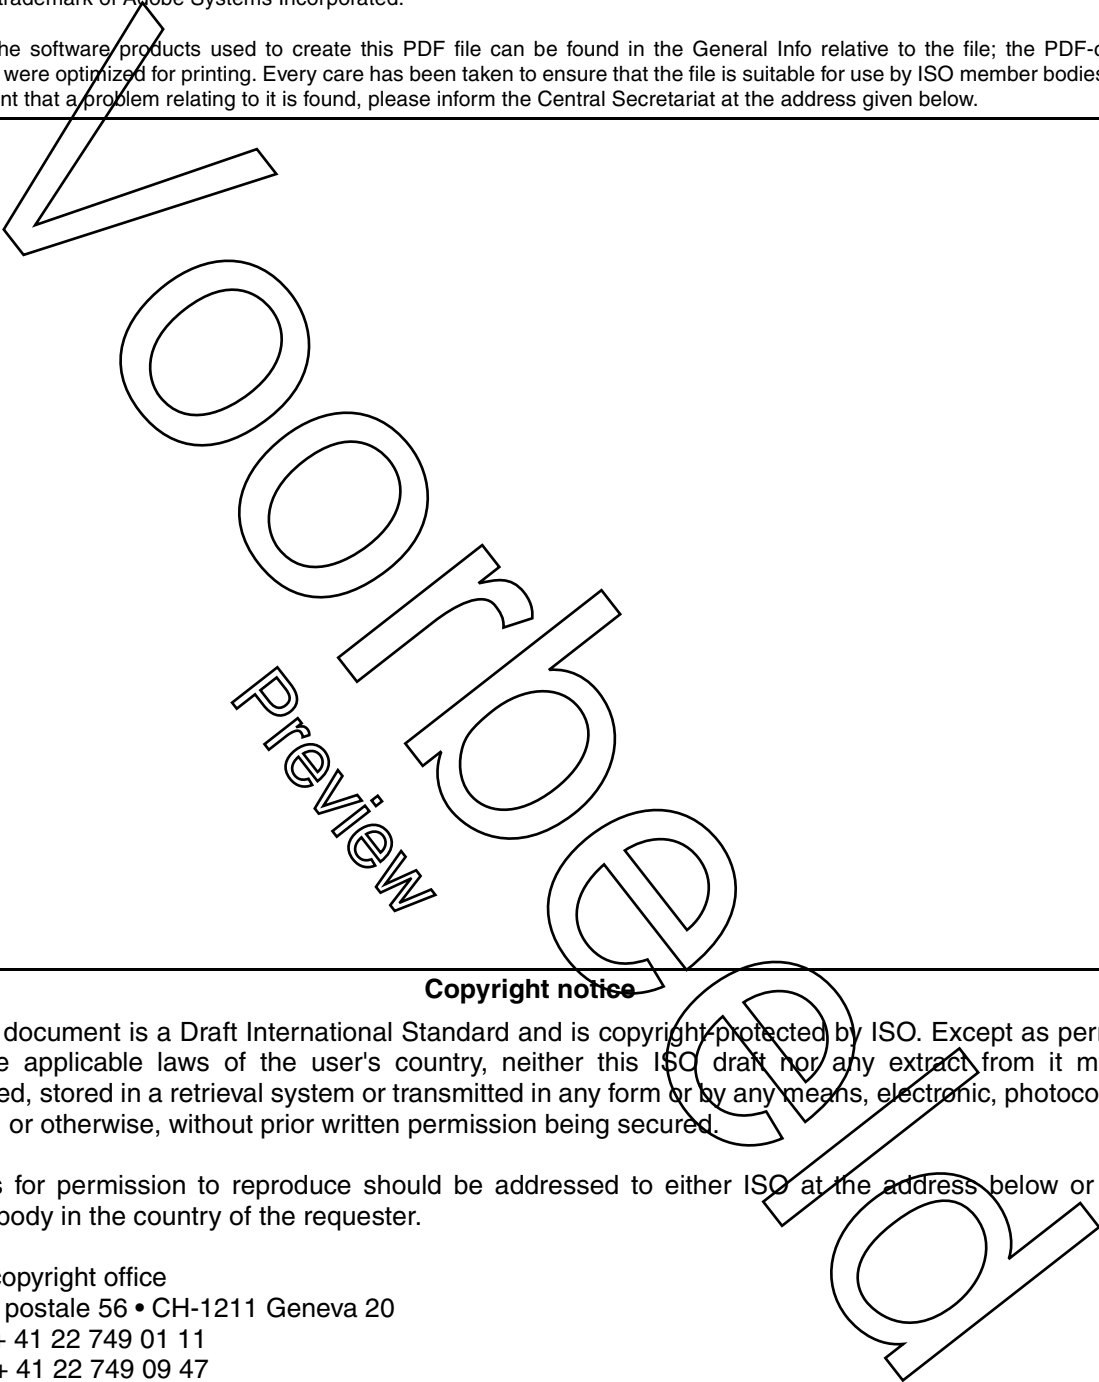 trademark of Adobe Systems Incorporated.
he software products used to create this PDF file can be found in the General Info relative to the file; the PDF-c
were optimized for printing. Every care has been taken to ensure that the file is suitable for use by ISO member bodies
nt that a problem relating to it is found, please inform the Central Secretariat at the address given below.
Voorbeeld
Preview
Copyright notice
document is a Draft International Standard and is copyright-protected by ISO. Except as perm
e applicable laws of the user's country, neither this ISO draft nor any extract from it m
ed, stored in a retrieval system or transmitted in any form or by any means, electronic, photoco
or otherwise, without prior written permission being secured.
s for permission to reproduce should be addressed to either ISO at the address below or
body in the country of the requester.
copyright office
postale 56 • CH-1211 Geneva 20
+ 41 22 749 01 11
+ 41 22 749 09 47